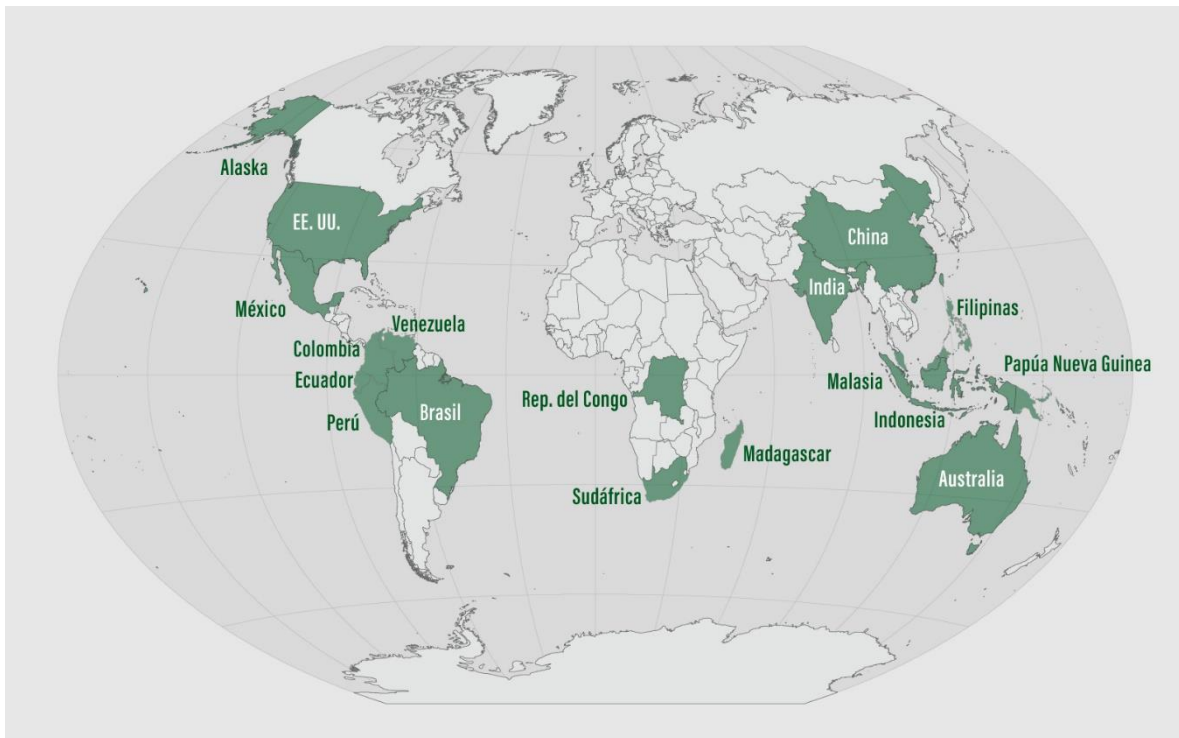 Alaska
EE. UU.
China
India
México
Venezuela
Filipinas
Colombia
Papúa Nueva Guinea
Ecuador
Malasia
Rep. del Congo
Brasil
Perú
Indonesia
Madagascar
Australia
Sudáfrica